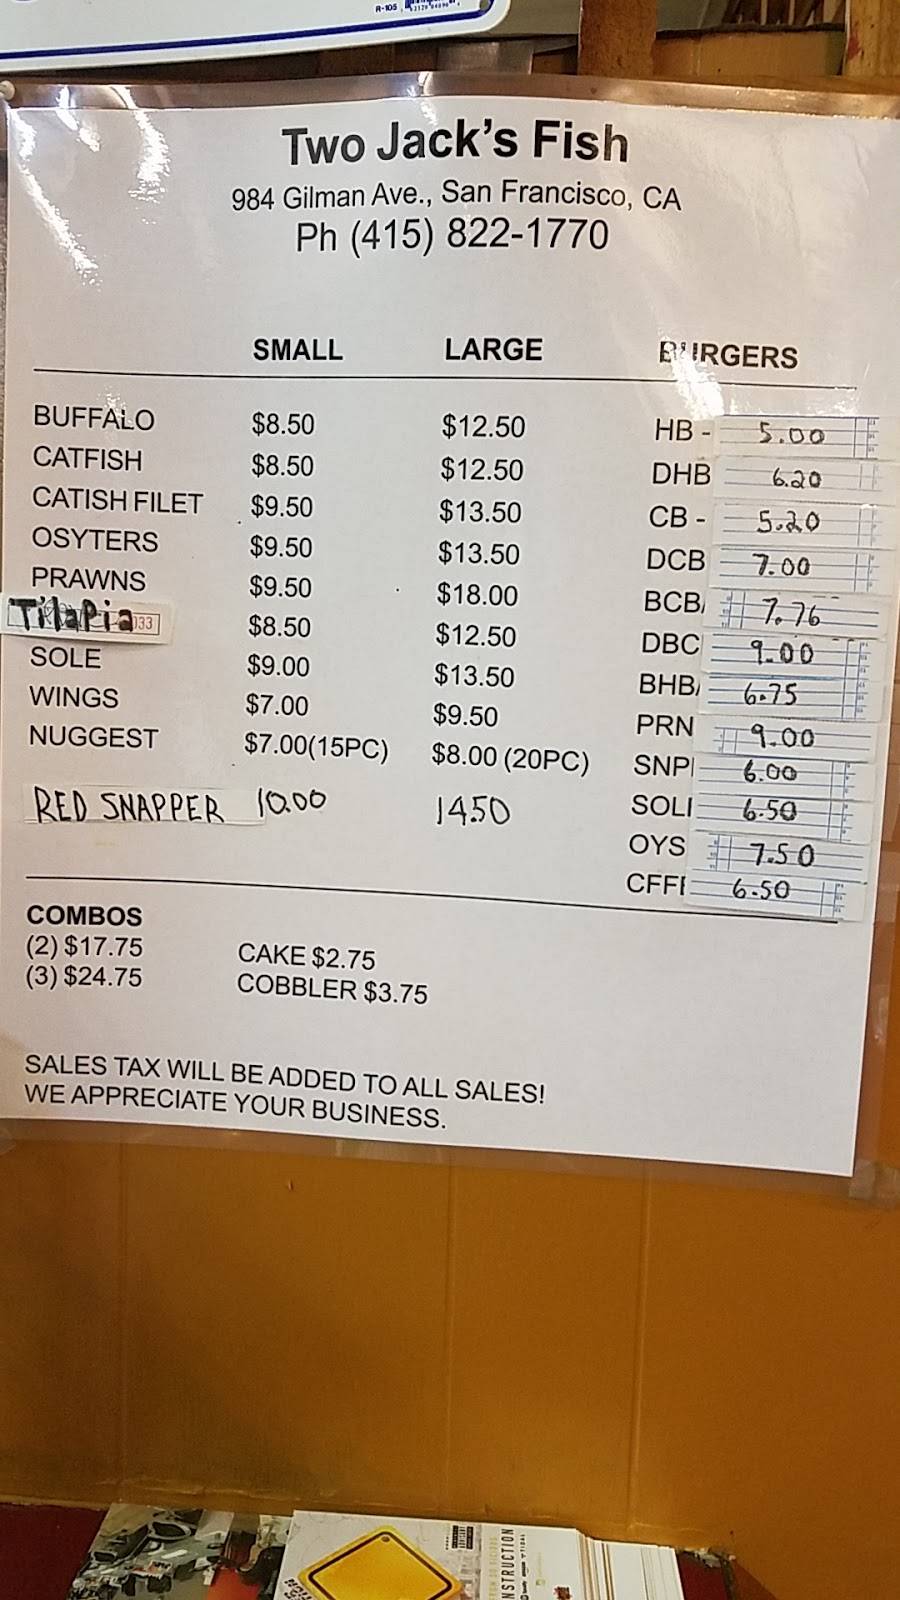 R-105
Two Jack's Fish
984 Gilman Ave., San Francisco, CA
Ph (415) 822-1770
SMALL LARGE BURGERS
BUFFALO $8.50 $12.50 HB - 5.00
CATFISH $8.50 $12.50 DHB 6.20
CATISH FILET $9.50 $13.50 CB - 5.20
OSYTERS $9.50 $13.50 DCB 7.00
PRAWNS $9.50 $18.00 BCB 7.76
TilaPia 033 $8.50 $12.50 DBC 9.00
SOLE $9.00 $13.50 BHB 6.75
WINGS $7.00 $9.50 PRN 9.00
NUGGEST $7.00(15PC) $8.00 (20PC) SNP 6.00
RED SNAPPER 10.00 14.50 SOL 6.50
OYS 7.50
CFF 6.50
COMBOS
(2) $17.75 CAKE $2.75
(3) $24.75 COBBLER $3.75
SALES TAX WILL BE ADDED TO ALL SALES!
WE APPRECIATE YOUR BUSINESS.
NSTRUCTION